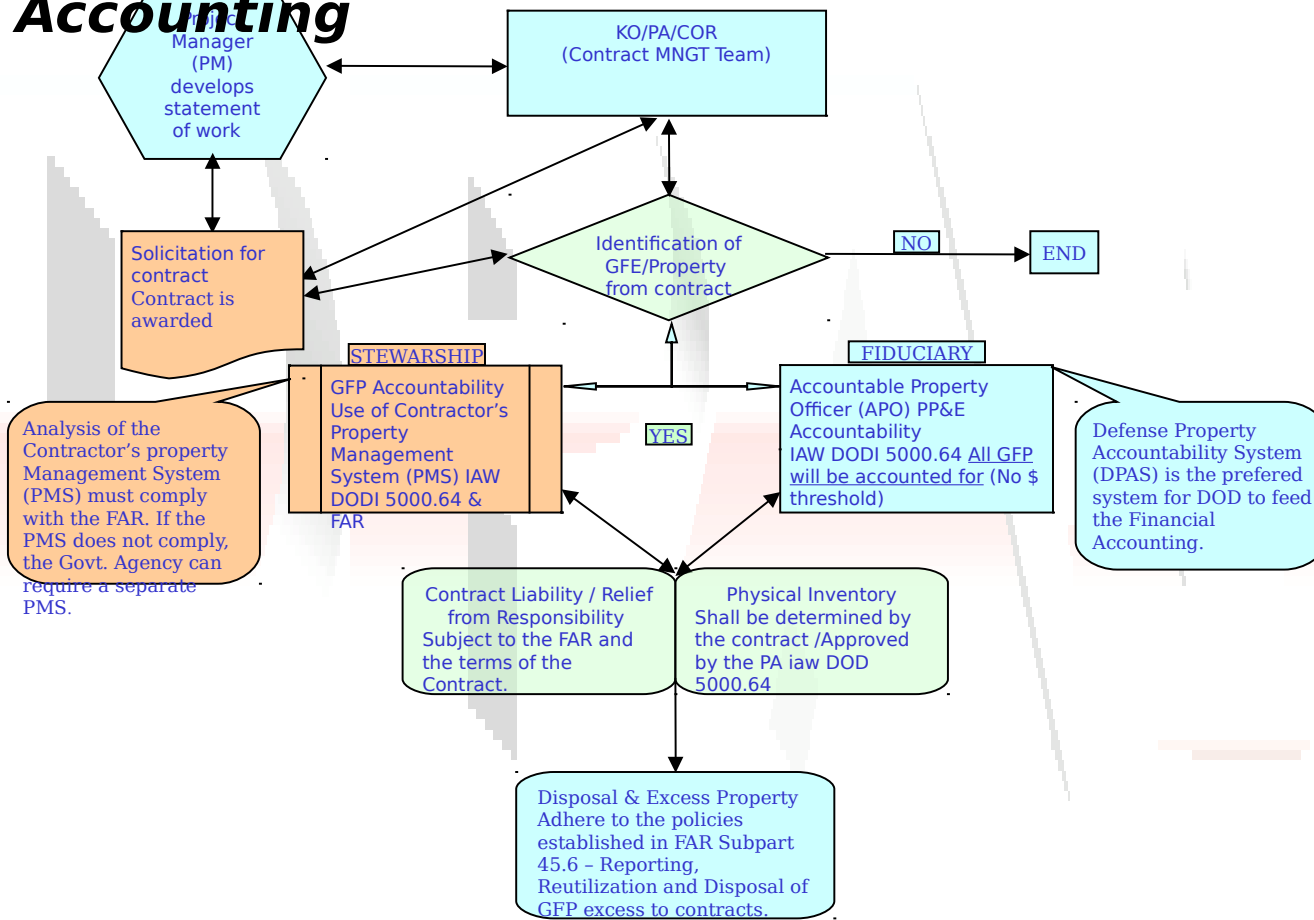 Accounting
Project
Manager
(PM)
develops
statement
of work
KO/PA/COR
(Contract MNGT Team)
Solicitation for
contract
Contract is
awarded
Identification of
GFE/Property
from contract
NO
END
STEWARSHIP
FIDUCIARY
YES
GFP Accountability
Use of Contractor’s
Property
Management
System (PMS) IAW
DODI 5000.64 &
FAR
Accountable Property
Officer (APO) PP&E
Accountability
IAW DODI 5000.64 All GFP
will be accounted for (No $
threshold)
Analysis of the
Contractor’s property
Management System
(PMS) must comply
with the FAR. If the
PMS does not comply,
the Govt. Agency can
require a separate
PMS.
Defense Property
Accountability System
(DPAS) is the prefered
system for DOD to feed
the Financial
Accounting.
Contract Liability / Relief
from Responsibility
Subject to the FAR and
the terms of the
Contract.
Physical Inventory
Shall be determined by
the contract /Approved
by the PA iaw DOD
5000.64
Disposal & Excess Property
Adhere to the policies
established in FAR Subpart
45.6 – Reporting,
Reutilization and Disposal of
GFP excess to contracts.